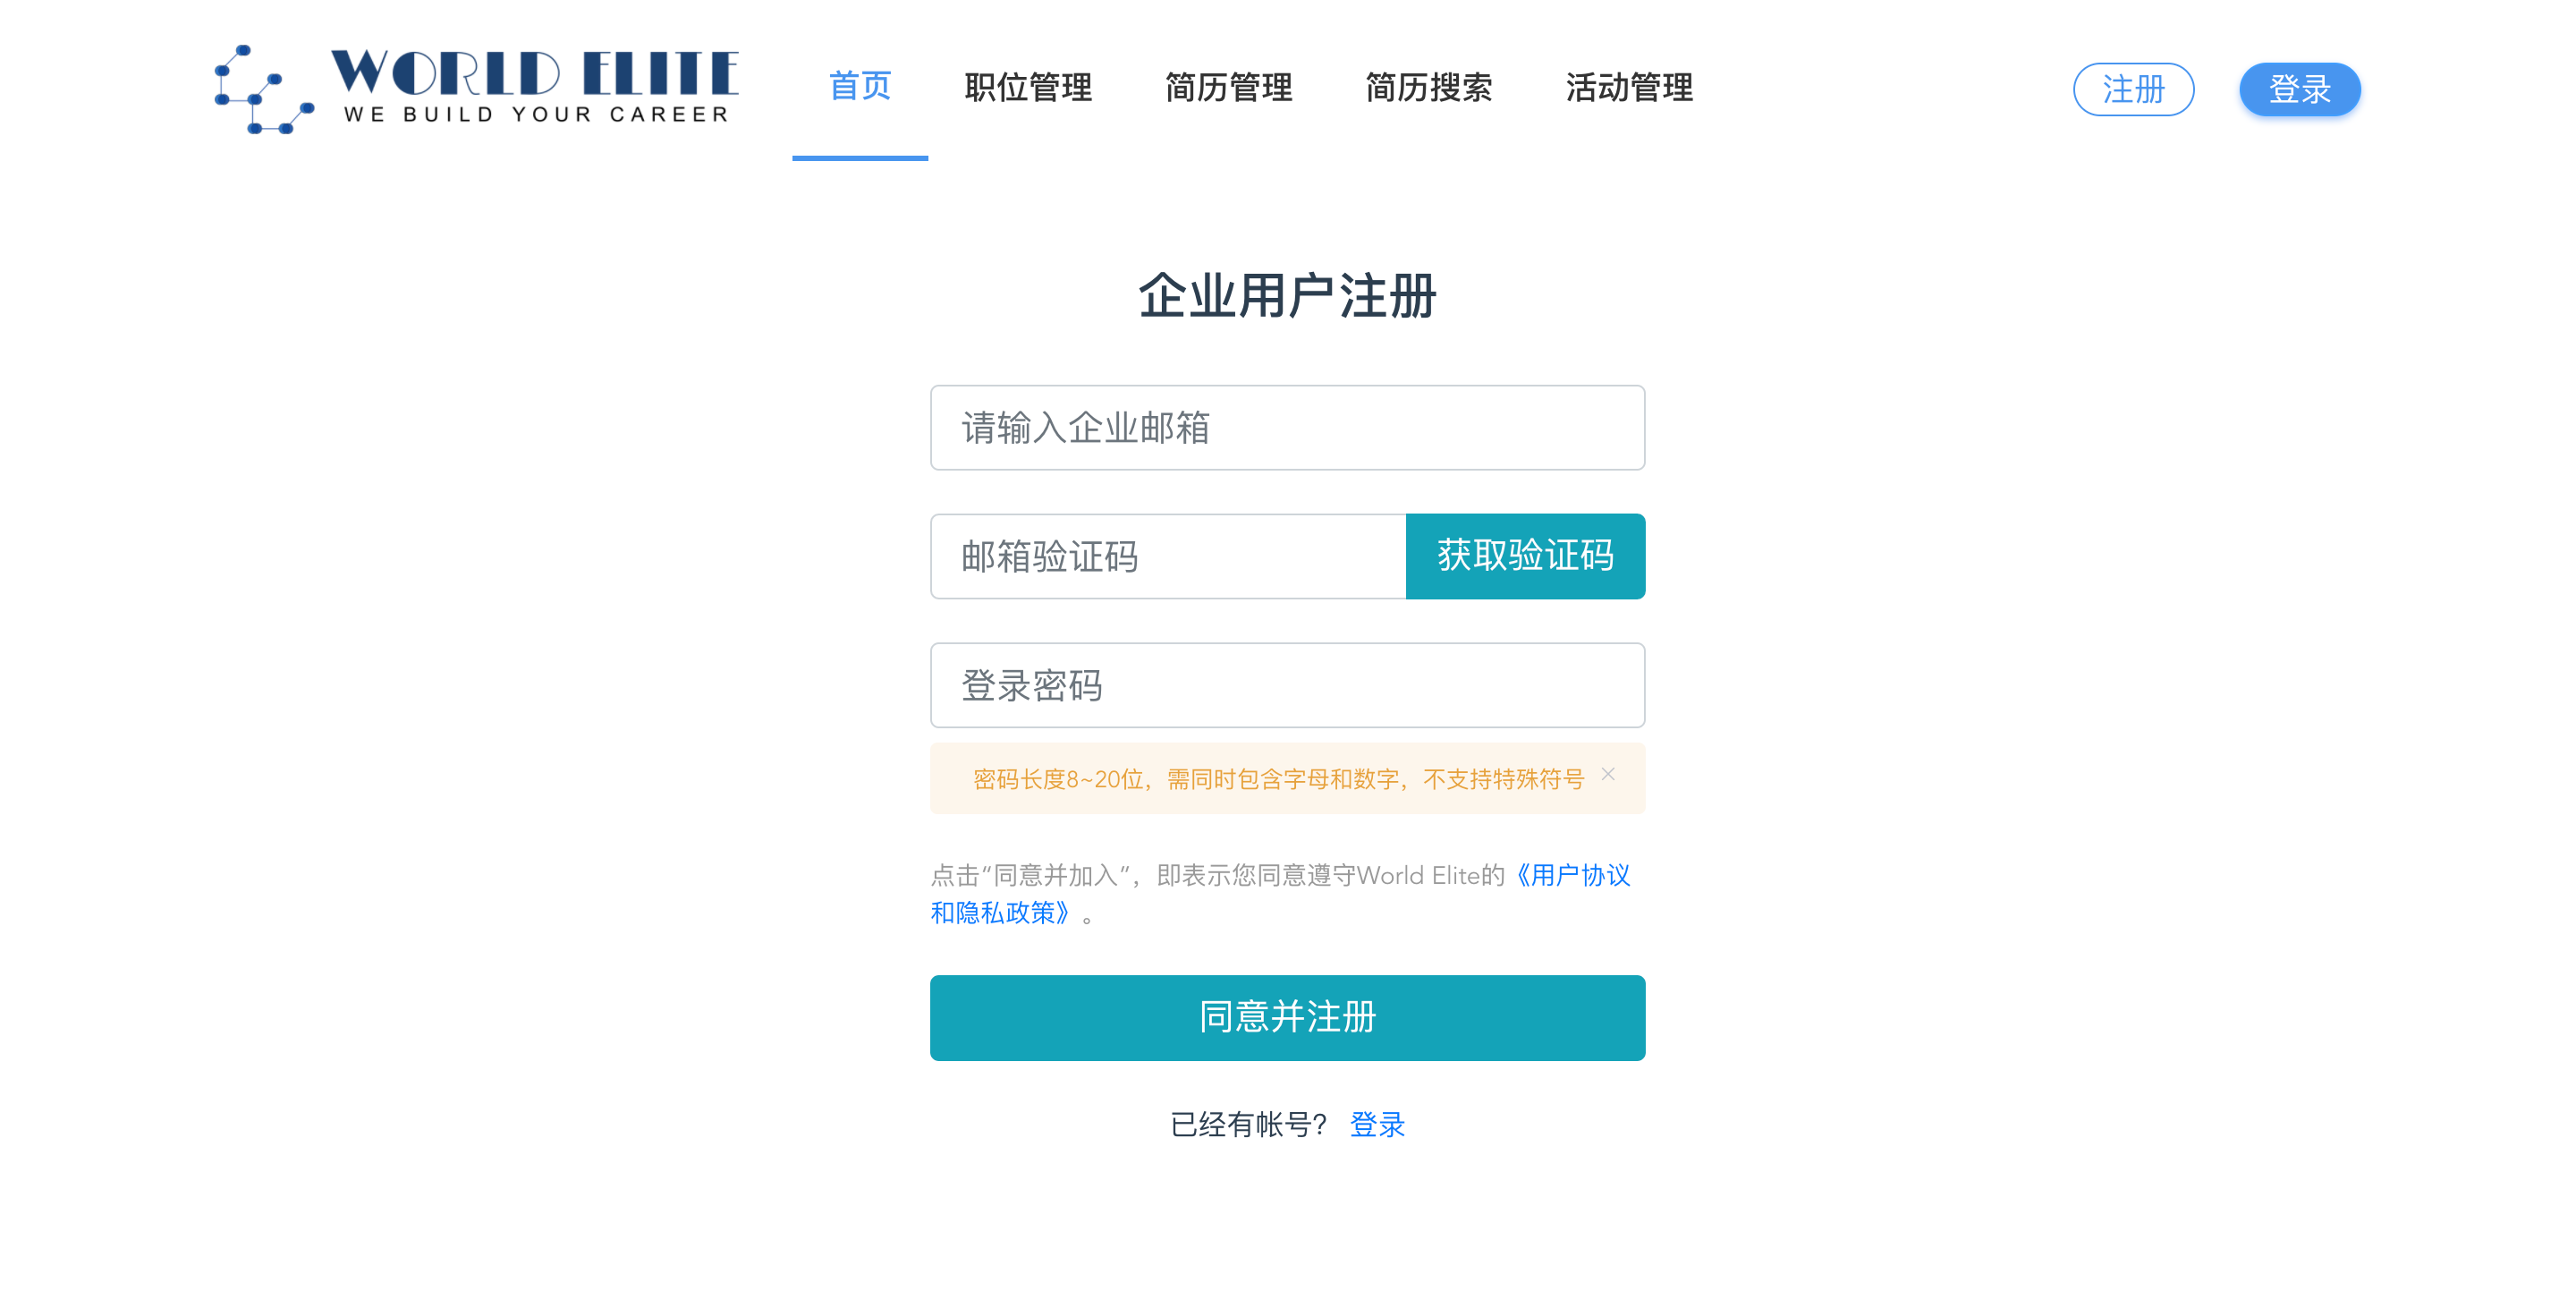 WORLD ELITE
WE BUILD YOUR CAREER
首页
职位管理
简历管理
简历搜索
活动管理
注册
登录
企业用户注册
请输入企业邮箱
邮箱验证码
获取验证码
登录密码
密码长度8~20位，需同时包含字母和数字，不支持特殊符号
点击“同意并加入”，即表示您同意遵守World Elite的《用户协议
和隐私政策》。
同意并注册
已经有帐号？ 登录